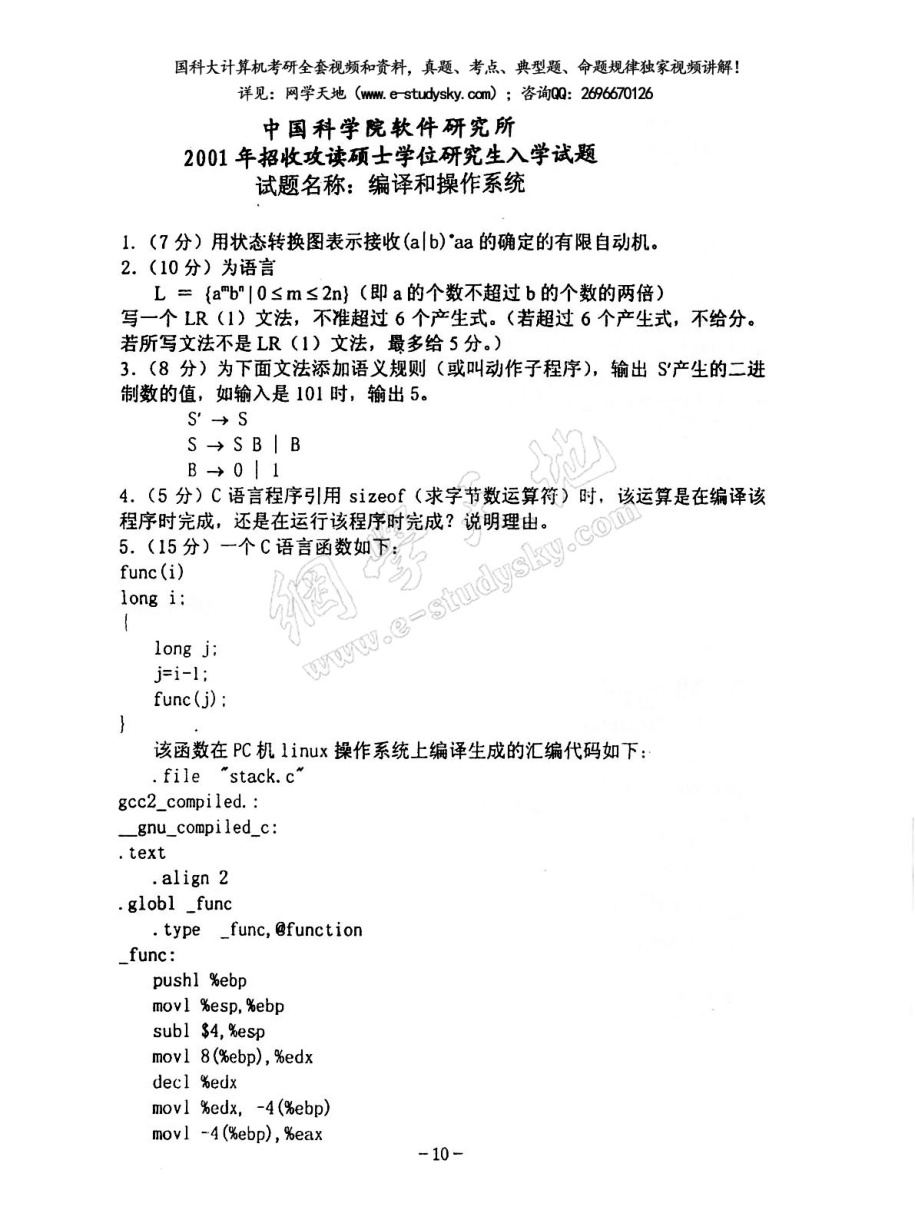 国科大计算机考研全套视频和资料，真题、考点、典型题、命题规律独家视频讲解！
详见：网学天地（www.e-studysky.com）；咨询QQ：2696670126
中国科学院软件研究所
2001年招收攻读硕士学位研究生入学试题
试题名称：编译和操作系统
1.（7分）用状态转换图表示接收(a|b)*aa的确定的有限自动机。
2.（10分）为语言
L = {aᵐbⁿ|0≤m≤2n}（即a的个数不超过b的个数的两倍）
写一个LR（1）文法，不准超过6个产生式。（若超过6个产生式，不给分。
若所写文法不是LR（1）文法，最多给5分。）
3.（8分）为下面文法添加语义规则（或叫动作子程序），输出 S'产生的二进
制数的值，如输入是101时，输出5。
S' → S
S → S B | B
B → 0 | 1
4.（5分）C语言程序引用sizeof（求字节数运算符）时，该运算是在编译该
程序时完成，还是在运行该程序时完成？说明理由。
5.（15分）一个C语言函数如下：
func(i)
long i;
{
long j;
j=i-1;
func(j);
}
该函数在PC机linux操作系统上编译生成的汇编代码如下：
.file "stack.c"
gcc2_compiled.:
__gnu_compiled_c:
.text
.align 2
.globl _func
.type _func,@function
_func:
pushl %ebp
movl %esp,%ebp
subl $4,%esp
movl 8(%ebp),%edx
decl %edx
movl %edx, -4(%ebp)
movl -4(%ebp),%eax
-10-
網學天地
www.e-studysky.com